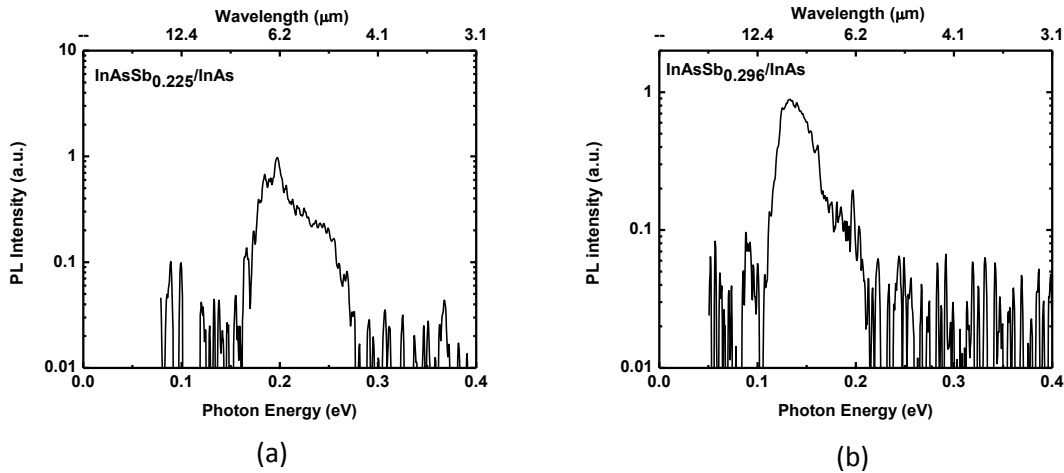 Wavelength (μm)
-- 12.4 6.2 4.1 3.1
10
InAsSb0.225/InAs
1
0.1
0.01
PL Intensity (a.u.)
0.0 0.1 0.2 0.3 0.4
Photon Energy (eV)
(a)
Wavelength (μm)
-- 12.4 6.2 4.1 3.1
InAsSb0.296/InAs
1
0.1
0.01
PL intensity (a.u.)
0.0 0.1 0.2 0.3 0.4
Photon Energy (eV)
(b)